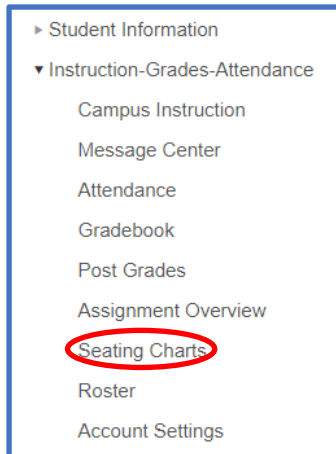 Student Information
Instruction-Grades-Attendance
Campus Instruction
Message Center
Attendance
Gradebook
Post Grades
Assignment Overview
Seating Charts
Roster
Account Settings